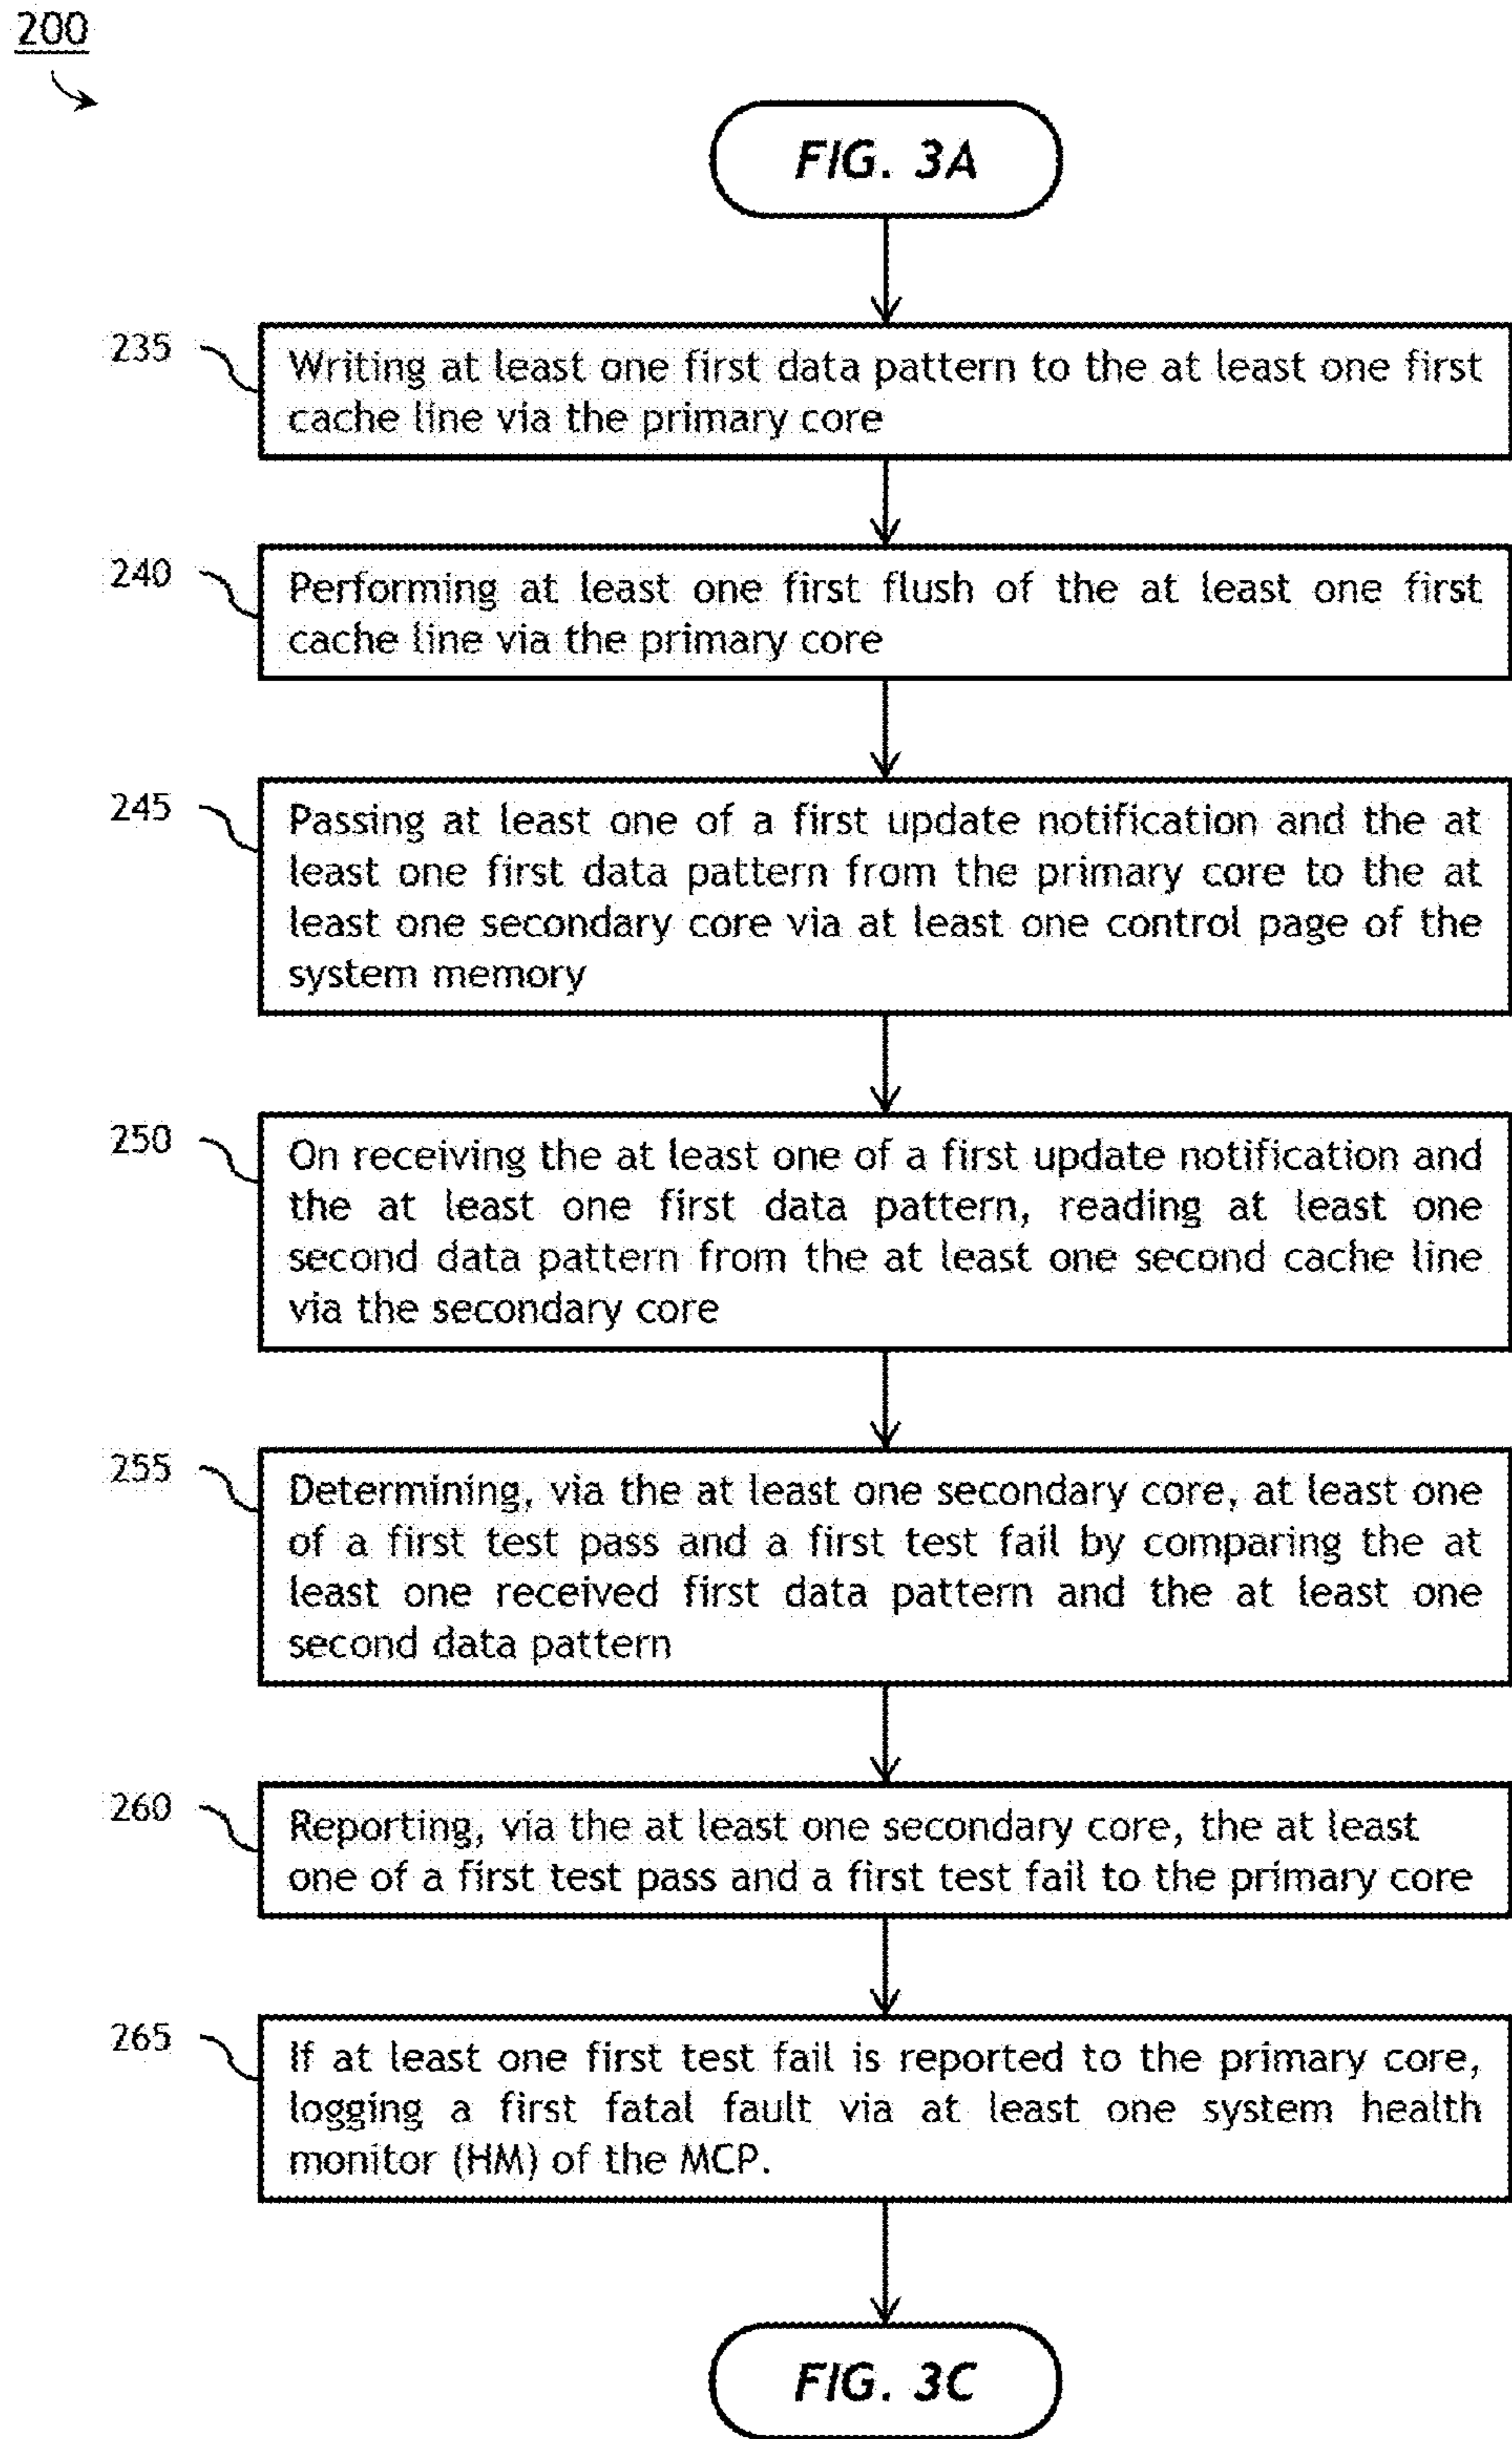 200
FIG. 3A
235
Writing at least one first data pattern to the at least one first
cache line via the primary core
240
Performing at least one first flush of the at least one first
cache line via the primary core
245
Passing at least one of a first update notification and the at
least one first data pattern from the primary core to the at
least one secondary core via at least one control page of the
system memory
250
On receiving the at least one of a first update notification and
the at least one first data pattern, reading at least one
second data pattern from the at least one second cache line
via the secondary core
255
Determining, via the at least one secondary core, at least one
of a first test pass and a first test fail by comparing the at
least one received first data pattern and the at least one
second data pattern
260
Reporting, via the at least one secondary core, the at least
one of a first test pass and a first test fail to the primary core
265
If at least one first test fail is reported to the primary core,
logging a first fatal fault via at least one system health
monitor (HM) of the MCP.
FIG. 3C